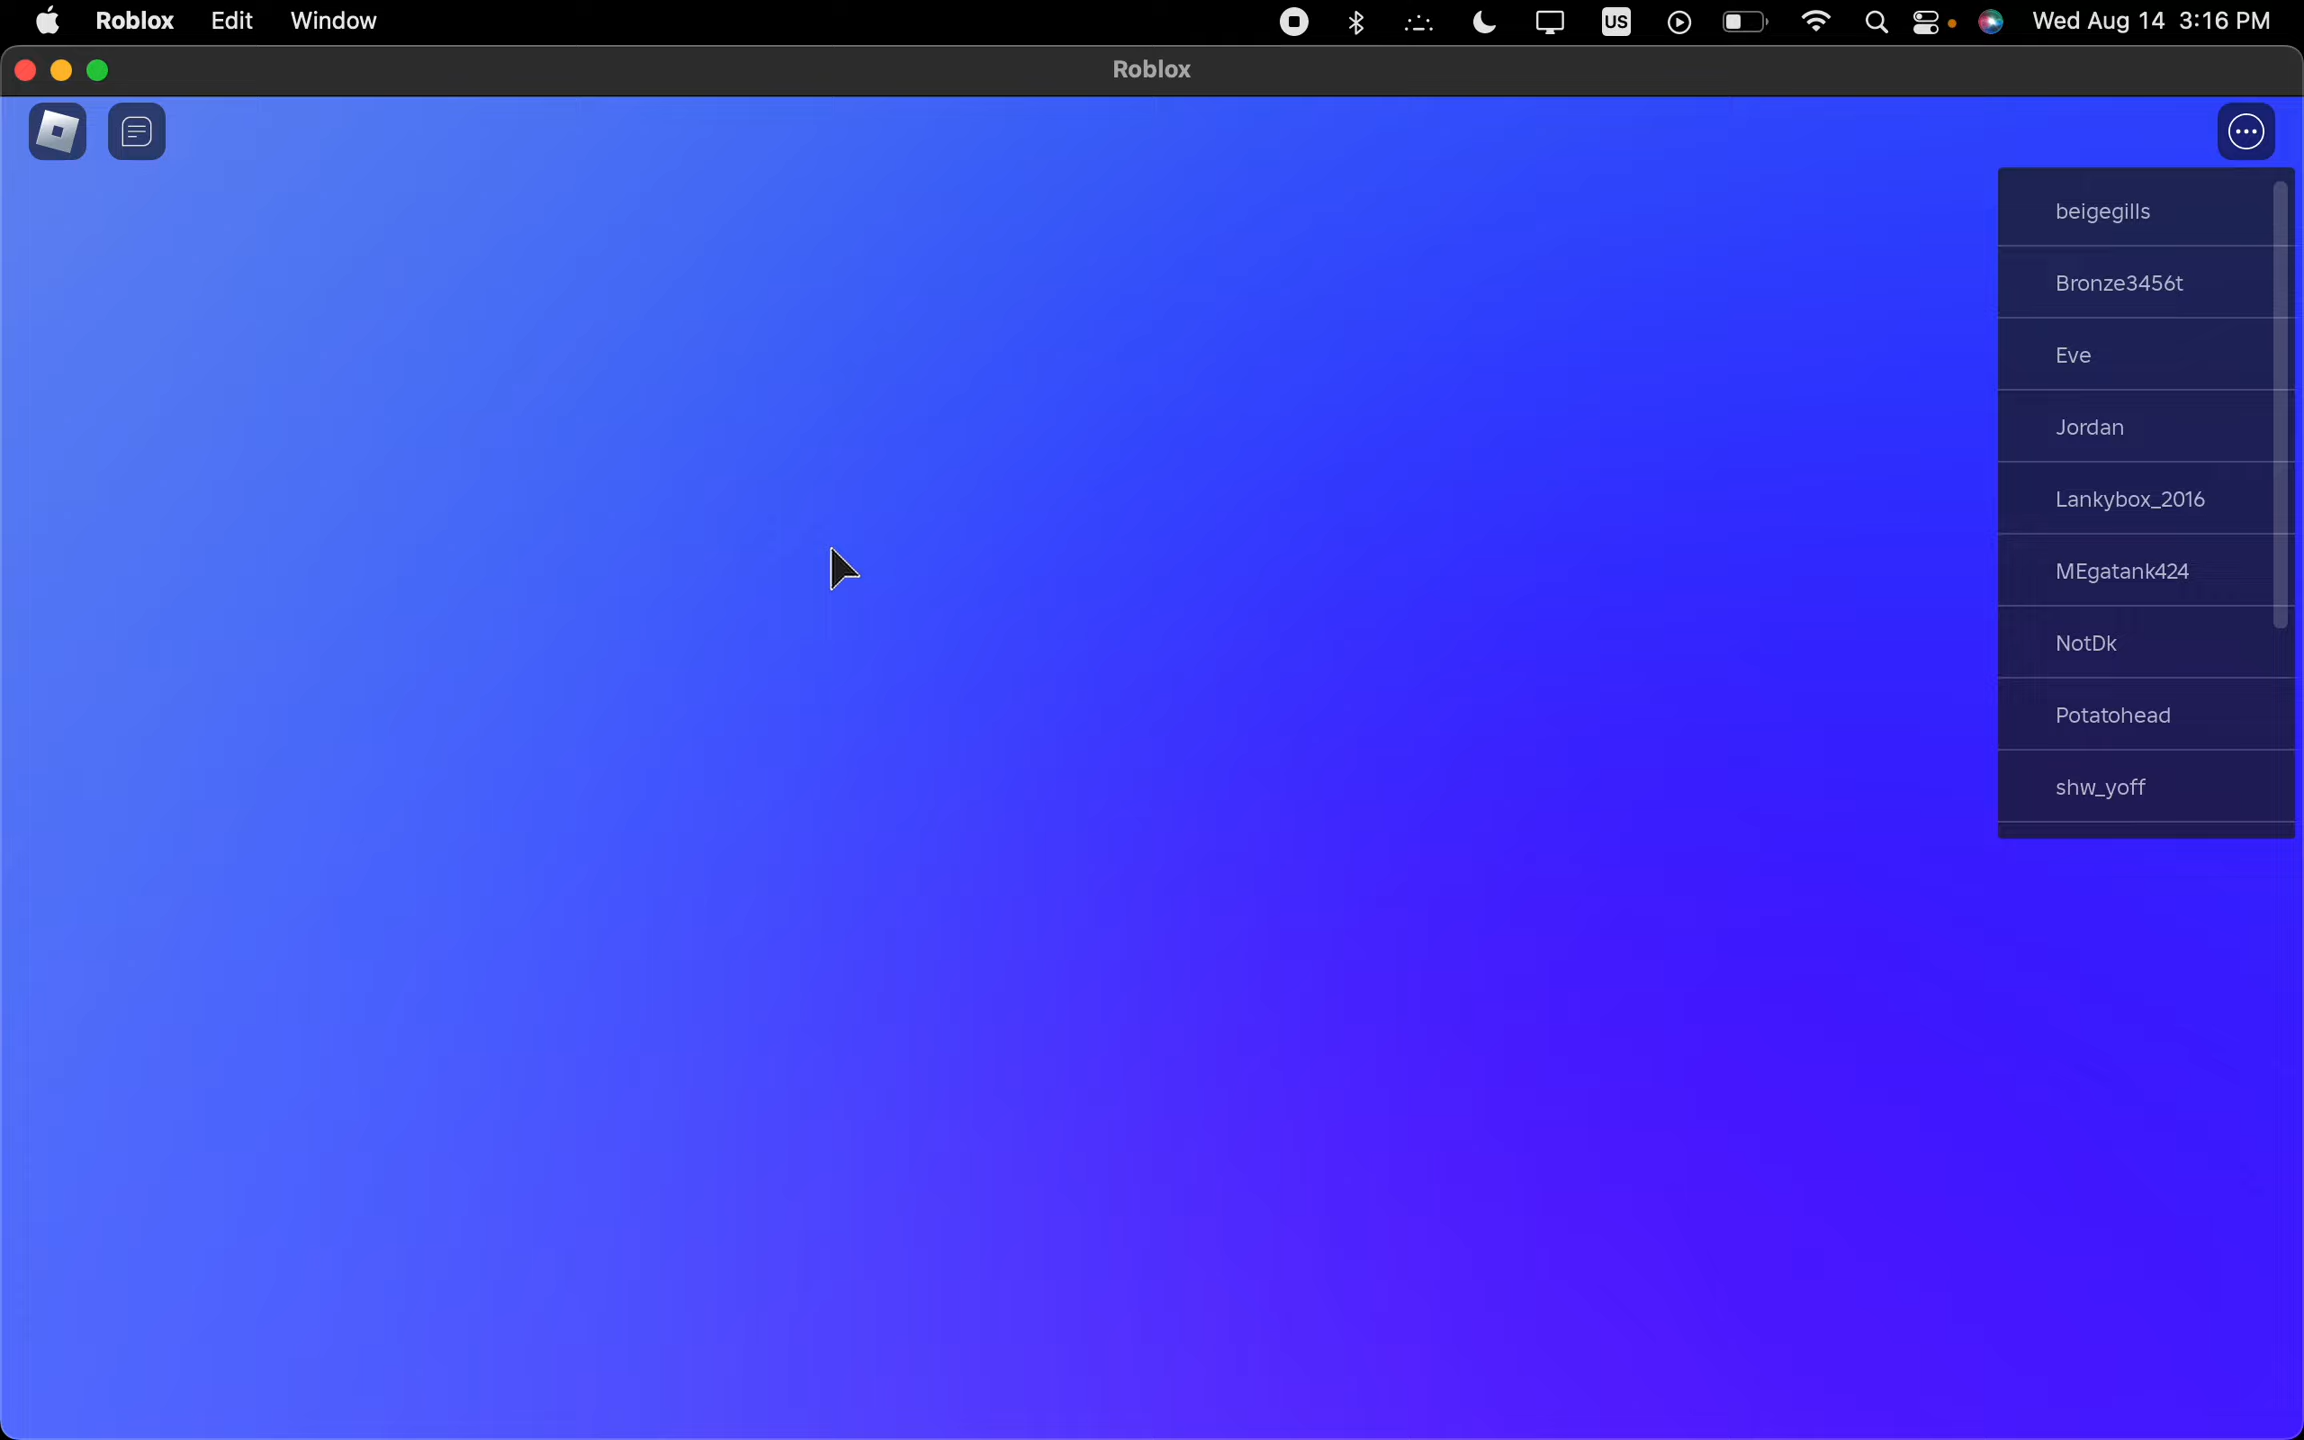 Roblox Edit Window US Wed Aug 14 3:16 PM
Roblox
beigegills
Bronze3456t
Eve
Jordan
Lankybox_2016
MEgatank424
NotDk
Potatohead
shw_yoff